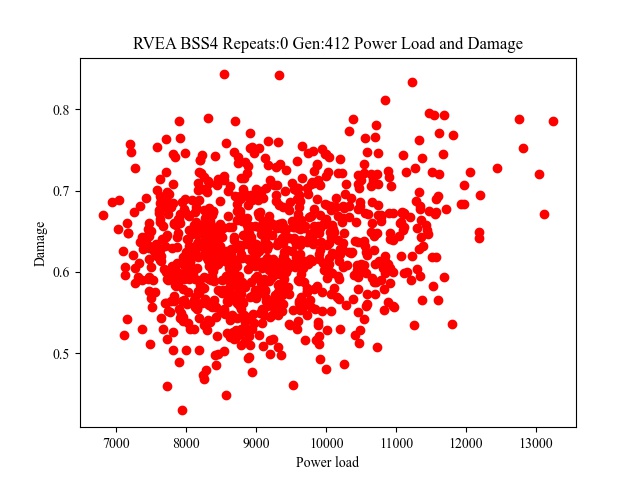 RVEA BSS4 Repeats:0 Gen:412 Power Load and Damage
0.8
0.7
0.6
0.5
Damage
7000 8000 9000 10000 11000 12000 13000
Power load